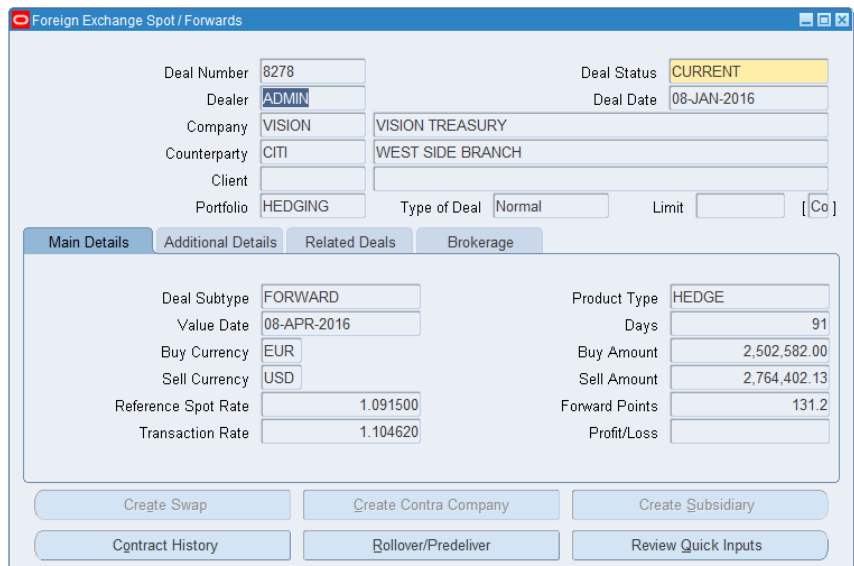 Foreign Exchange Spot / Forwards
Deal Number 8278 Deal Status CURRENT
Dealer ADMIN Deal Date 08-JAN-2016
Company VISION VISION TREASURY
Counterparty CITI WEST SIDE BRANCH
Client
Portfolio HEDGING Type of Deal Normal Limit [ Co ]
Main Details Additional Details Related Deals Brokerage
Deal Subtype FORWARD Product Type HEDGE
Value Date 08-APR-2016 Days 91
Buy Currency EUR Buy Amount 2,502,582.00
Sell Currency USD Sell Amount 2,764,402.13
Reference Spot Rate 1.091500 Forward Points 131.2
Transaction Rate 1.104620 Profit/Loss
Create Swap Create Contra Company Create Subsidiary
Contract History Rollover/Predeliver Review Quick Inputs